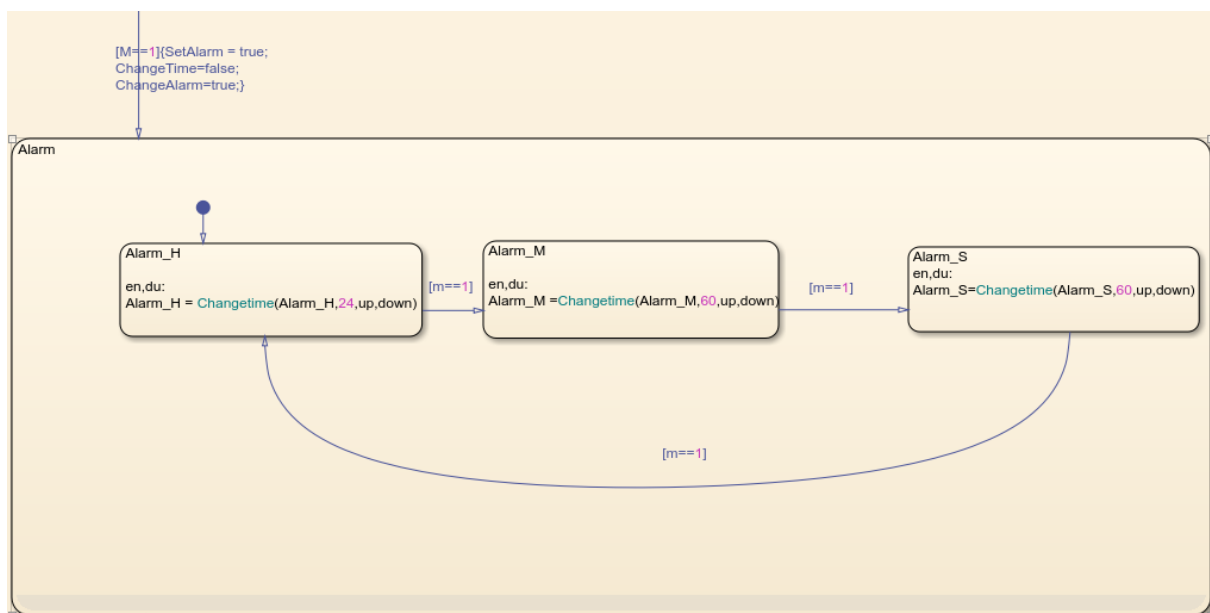 [M==1]{SetAlarm = true;
ChangeTime=false;
ChangeAlarm=true;}
Alarm
Alarm_H
en,du:
Alarm_H = Changetime(Alarm_H,24,up,down)
[m==1]
Alarm_M
en,du:
Alarm_M =Changetime(Alarm_M,60,up,down)
[m==1]
Alarm_S
en,du:
Alarm_S=Changetime(Alarm_S,60,up,down)
[m==1]